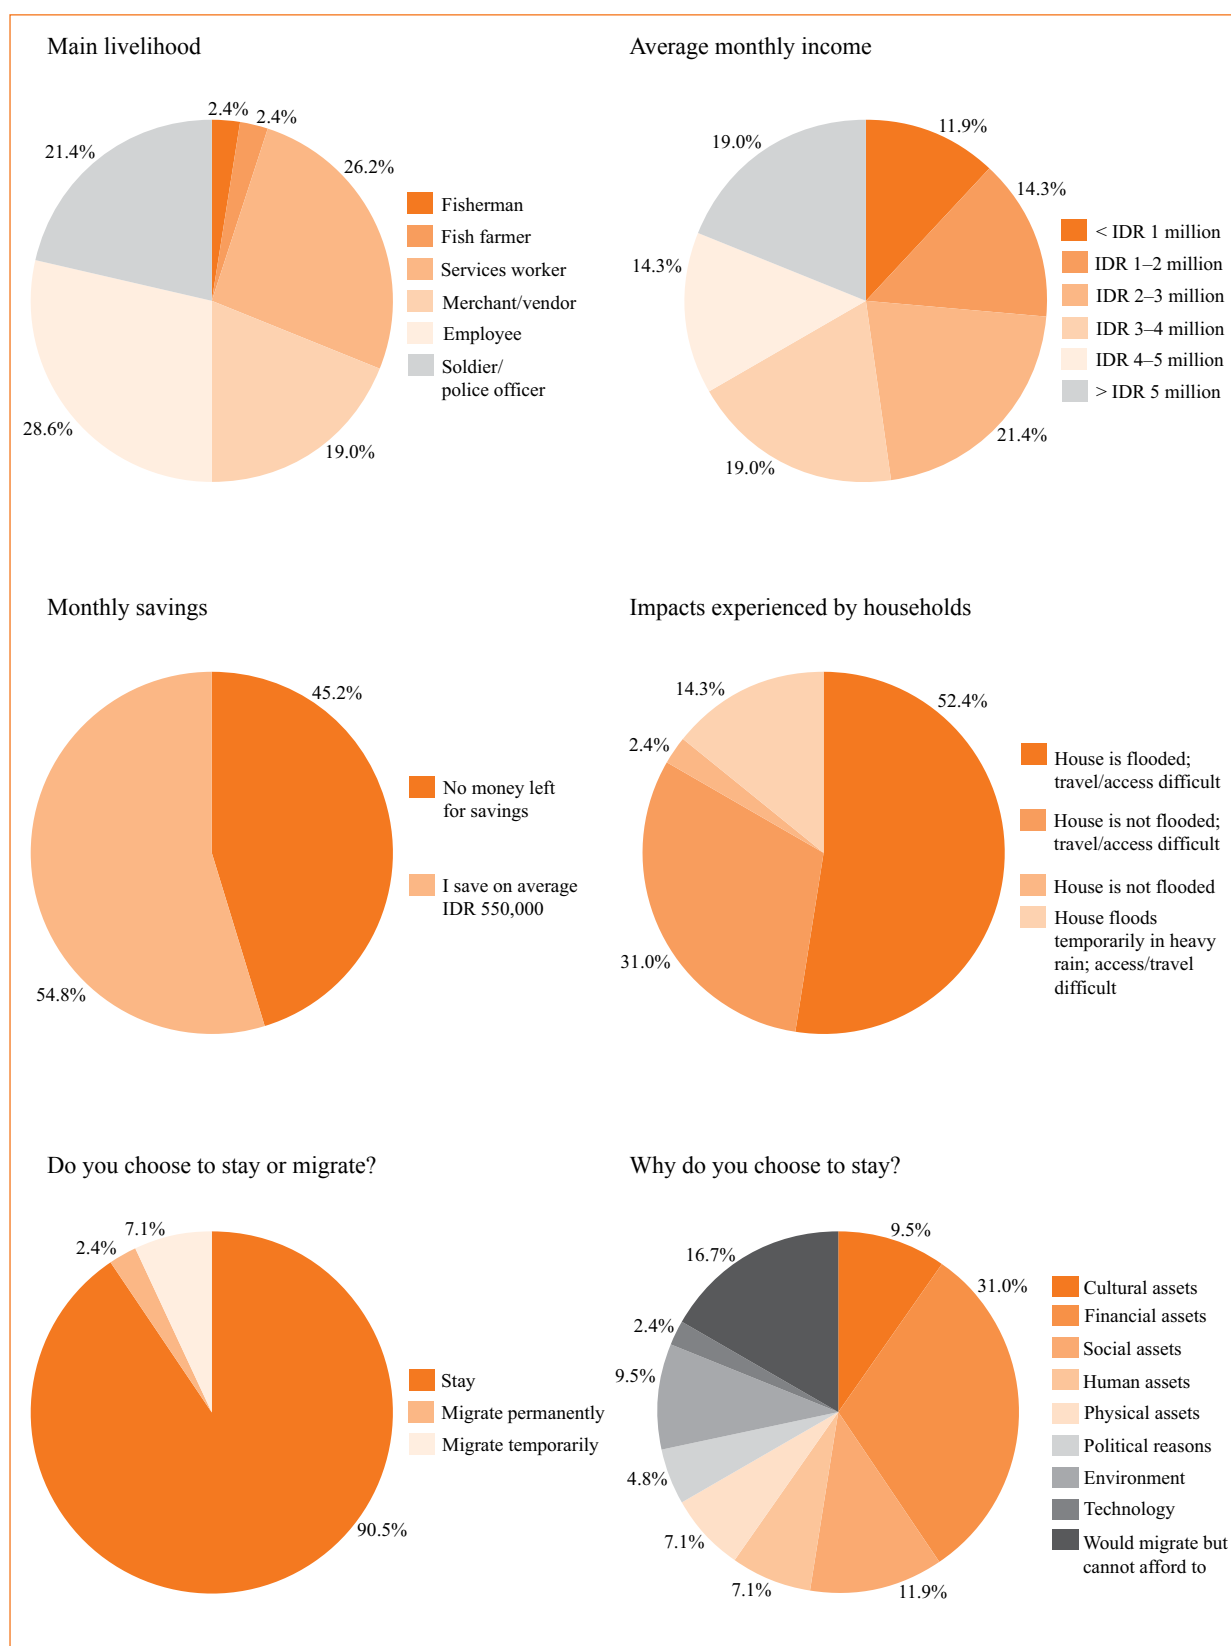 Main livelihood
2.4%
2.4%
26.2%
19.0%
28.6%
21.4%
Fisherman
Fish farmer
Services worker
Merchant/vendor
Employee
Soldier/
police officer
Average monthly income
11.9%
14.3%
21.4%
19.0%
14.3%
19.0%
< IDR 1 million
IDR 1–2 million
IDR 2–3 million
IDR 3–4 million
IDR 4–5 million
> IDR 5 million
Monthly savings
45.2%
54.8%
No money left
for savings
I save on average
IDR 550,000
Impacts experienced by households
52.4%
31.0%
2.4%
14.3%
House is flooded;
travel/access difficult
House is not flooded;
travel/access difficult
House is not flooded
House floods
temporarily in heavy
rain; access/travel
difficult
Do you choose to stay or migrate?
90.5%
2.4%
7.1%
Stay
Migrate permanently
Migrate temporarily
Why do you choose to stay?
9.5%
31.0%
11.9%
7.1%
7.1%
4.8%
9.5%
2.4%
16.7%
Cultural assets
Financial assets
Social assets
Human assets
Physical assets
Political reasons
Environment
Technology
Would migrate but
cannot afford to